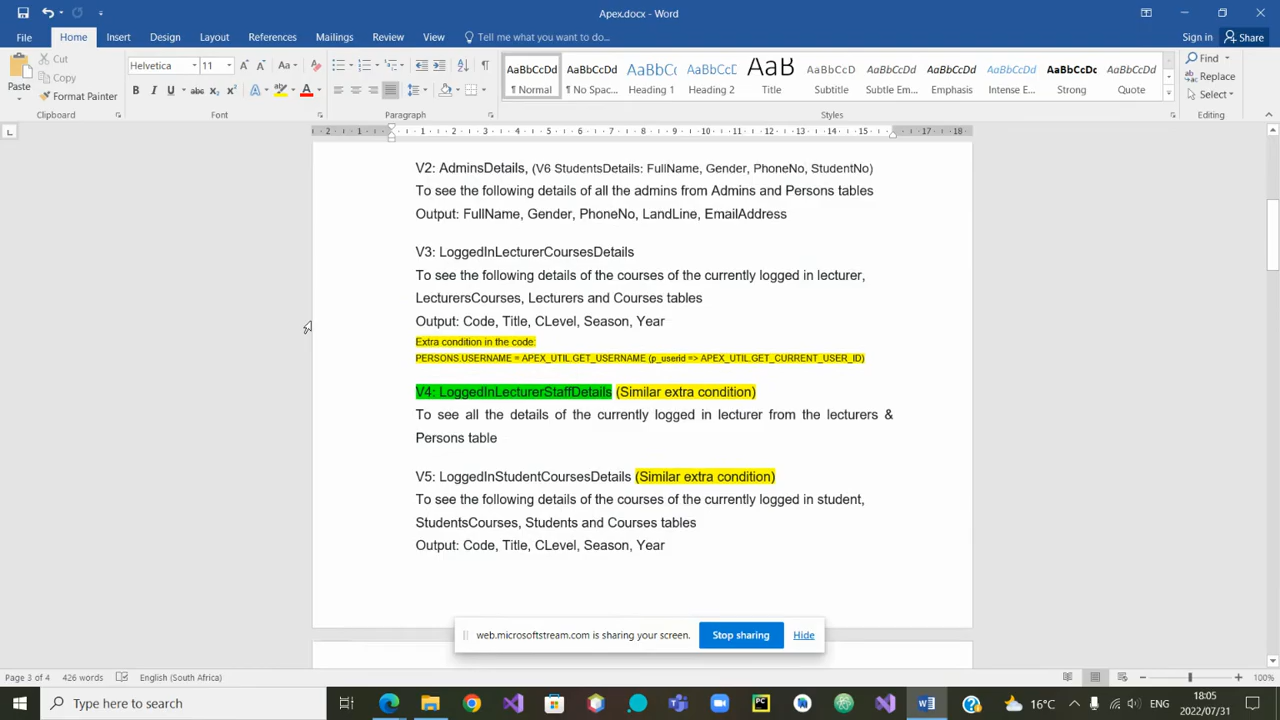 Apex.docx - Word
File Home Insert Design Layout References Mailings Review View Tell me what you want to do... Sign in Share
Paste Cut Copy Format Painter
Clipboard
Helvetica 11
Font
Paragraph
AaBbCcDd ¶ Normal
AaBbCcDd ¶ No Spac...
AaBbCc Heading 1
AaBbCcD Heading 2
AaB Title
AaBbCcD Subtitle
AaBbCcDd Subtle Em...
AaBbCcDd Emphasis
AaBbCcDd Intense E...
AaBbCcDc Strong
AaBbCcDd Quote
Styles
Find
Replace
Select
Editing
V2: AdminsDetails, (V6 StudentsDetails: FullName, Gender, PhoneNo, StudentNo)
To see the following details of all the admins from Admins and Persons tables
Output: FullName, Gender, PhoneNo, LandLine, EmailAddress
V3: LoggedInLecturerCoursesDetails
To see the following details of the courses of the currently logged in lecturer,
LecturersCourses, Lecturers and Courses tables
Output: Code, Title, CLevel, Season, Year
Extra condition in the code:
PERSONS.USERNAME = APEX_UTIL.GET_USERNAME (p_userid => APEX_UTIL.GET_CURRENT_USER_ID)
V4: LoggedInLecturerStaffDetails (Similar extra condition)
To see all the details of the currently logged in lecturer from the lecturers &
Persons table
V5: LoggedInStudentCoursesDetails (Similar extra condition)
To see the following details of the courses of the currently logged in student,
StudentsCourses, Students and Courses tables
Output: Code, Title, CLevel, Season, Year
web.microsoftstream.com is sharing your screen. Stop sharing Hide
Page 3 of 4 426 words English (South Africa) 100%
Type here to search
16°C
ENG
18:05
2022/07/31